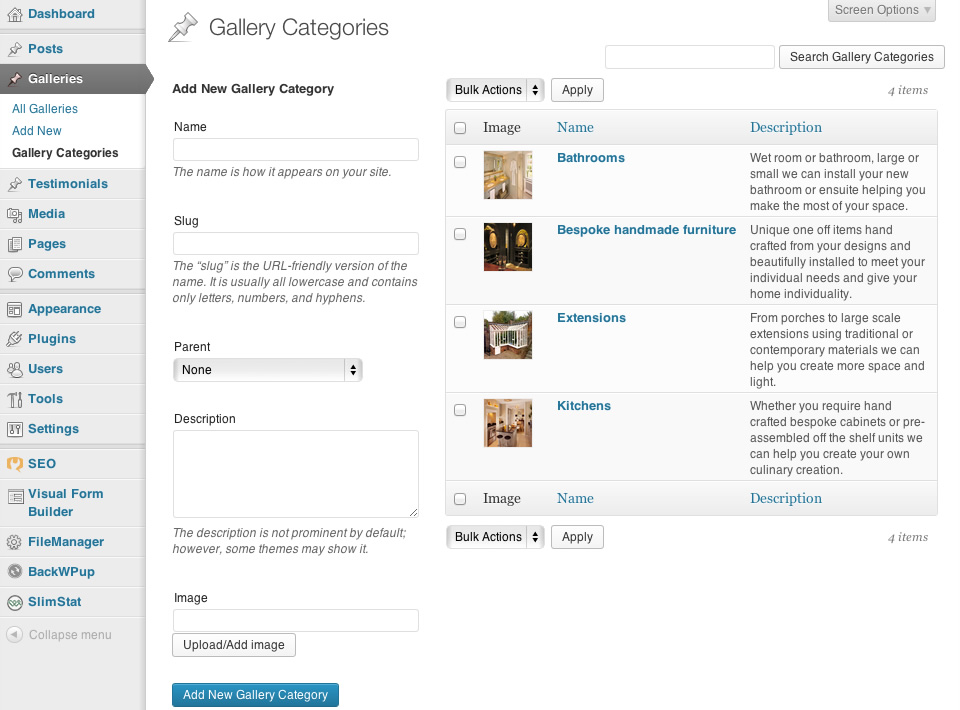 Dashboard
Posts
Galleries
All Galleries
Add New
Gallery Categories
Testimonials
Media
Pages
Comments
Appearance
Plugins
Users
Tools
Settings
SEO
Visual Form
Builder
FileManager
BackWPup
SlimStat
Collapse menu
Screen Options
Gallery Categories
Search Gallery Categories
Add New Gallery Category
Name
The name is how it appears on your site.
Slug
The “slug” is the URL-friendly version of the
name. It is usually all lowercase and contains
only letters, numbers, and hyphens.
Parent
None
Description
The description is not prominent by default;
however, some themes may show it.
Image
Upload/Add image
Add New Gallery Category
Bulk Actions Apply 4 items
Image Name Description
Bathrooms
Wet room or bathroom, large or
small we can install your new
bathroom or ensuite helping you
make the most of your space.
Bespoke handmade furniture
Unique one off items hand
crafted from your designs and
beautifully installed to meet your
individual needs and give your
home individuality.
Extensions
From porches to large scale
extensions using traditional or
contemporary materials we can
help you create more space and
light.
Kitchens
Whether you require hand
crafted bespoke cabinets or pre-
assembled off the shelf units we
can help you create your own
culinary creation.
Image Name Description
Bulk Actions Apply 4 items